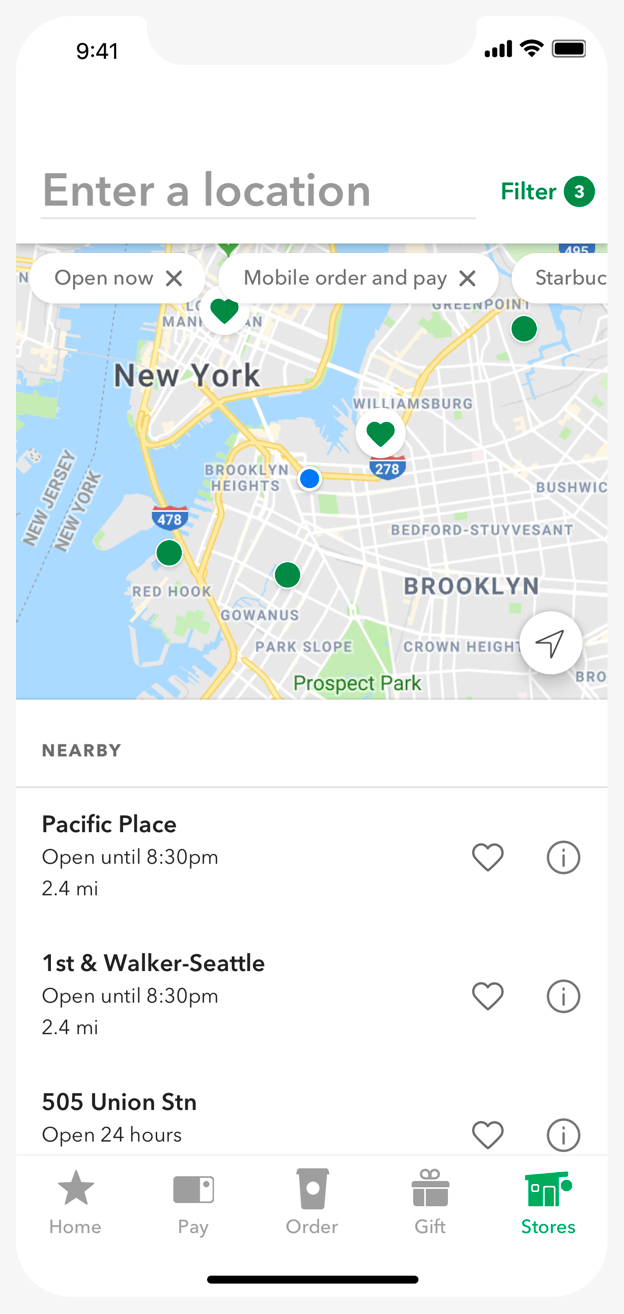 9:41
Enter a location
Filter 3
495
N
Open now
Mobile order and pay
Starbuc
GREENPOINT
New York
WILLIAMSBURG
BROOKLYN
HEIGHTS
278
BUSHWIC
NEW JERSEY
NEW YORK
478
BEDFORD-STUYVESANT
RED HOOK
BROOKLYN
GOWANUS
PARK SLOPE
CROWN HEIGHT
Prospect Park
BRO
NEARBY
Pacific Place
Open until 8:30pm
2.4 mi
1st & Walker-Seattle
Open until 8:30pm
2.4 mi
505 Union Stn
Open 24 hours
Home
Pay
Order
Gift
Stores